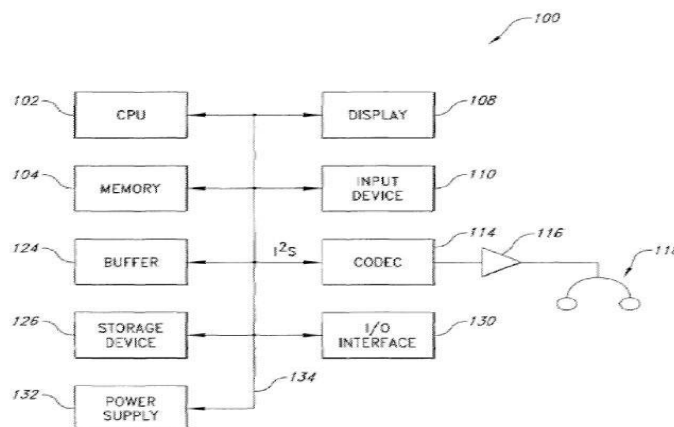 100
102
CPU
DISPLAY
108
104
MEMORY
INPUT
DEVICE
110
124
BUFFER
I²S
CODEC
114
116
118
126
STORAGE
DEVICE
I/O
INTERFACE
130
132
POWER
SUPPLY
134